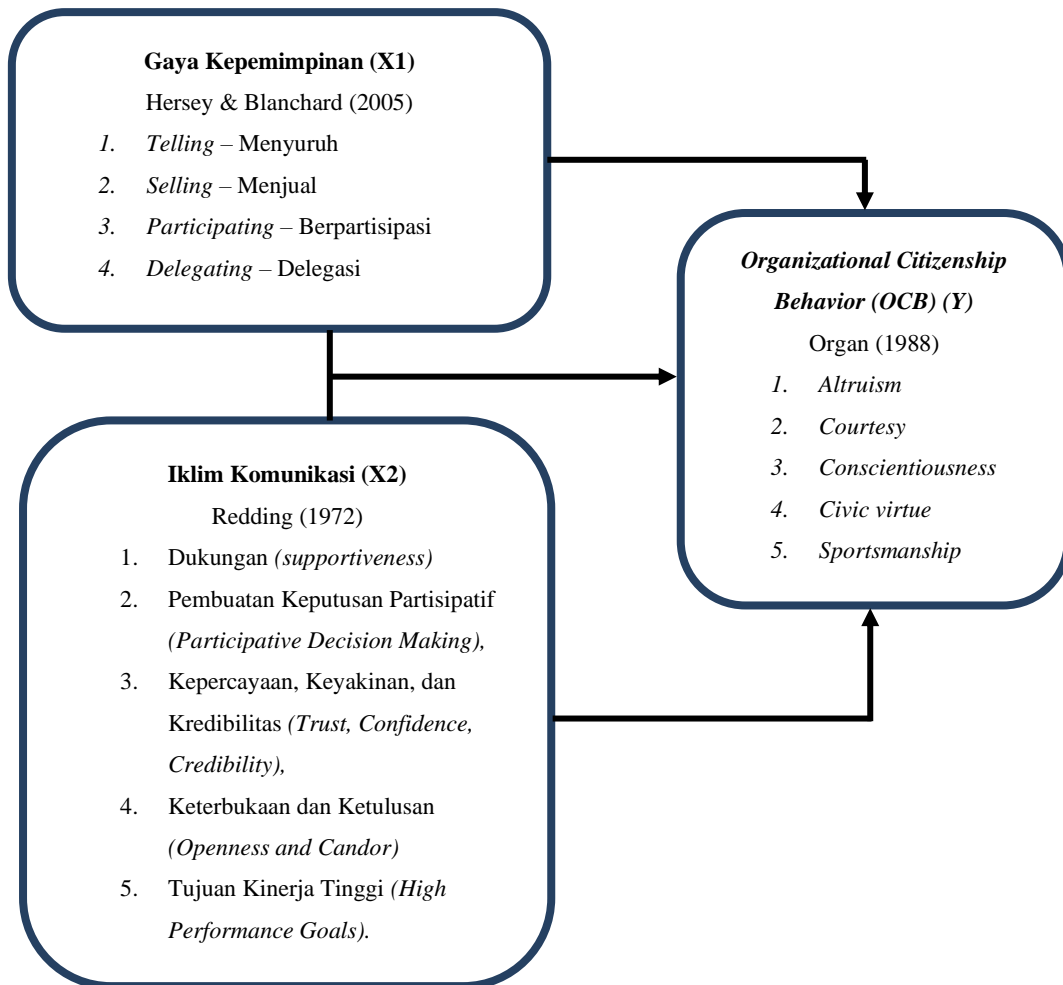 Gaya Kepemimpinan (X1)
Hersey & Blanchard (2005)
1. Telling – Menyuruh
2. Selling – Menjual
3. Participating – Berpartisipasi
4. Delegating – Delegasi
Organizational Citizenship
Behavior (OCB) (Y)
Organ (1988)
1. Altruism
2. Courtesy
3. Conscientiousness
4. Civic virtue
5. Sportsmanship
Iklim Komunikasi (X2)
Redding (1972)
1. Dukungan (supportiveness)
2. Pembuatan Keputusan Partisipatif
(Participative Decision Making),
3. Kepercayaan, Keyakinan, dan
Kredibilitas (Trust, Confidence,
Credibility),
4. Keterbukaan dan Ketulusan
(Openness and Candor)
5. Tujuan Kinerja Tinggi (High
Performance Goals).